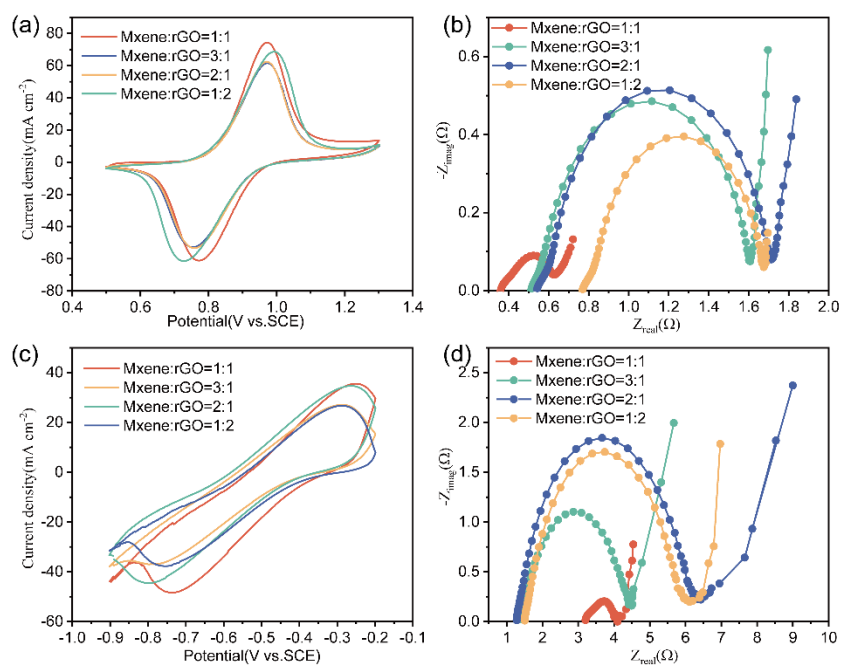 (a)
Mxene:rGO=1:1
Mxene:rGO=3:1
Mxene:rGO=2:1
Mxene:rGO=1:2
80
60
40
20
0
-20
-40
-60
-80
Current density(mA cm⁻²)
0.4 0.6 0.8 1.0 1.2 1.4
Potential(V vs.SCE)
(b)
Mxene:rGO=1:1
Mxene:rGO=3:1
Mxene:rGO=2:1
Mxene:rGO=1:2
0.6
0.4
0.2
0.0
-Zimag(Ω)
0.4 0.6 0.8 1.0 1.2 1.4 1.6 1.8 2.0
Zreal(Ω)
(c)
Mxene:rGO=1:1
Mxene:rGO=3:1
Mxene:rGO=2:1
Mxene:rGO=1:2
60
40
20
0
-20
-40
-60
Current density(mA cm⁻²)
-1.0 -0.9 -0.8 -0.7 -0.6 -0.5 -0.4 -0.3 -0.2 -0.1
Potential(V vs.SCE)
(d)
Mxene:rGO=1:1
Mxene:rGO=3:1
Mxene:rGO=2:1
Mxene:rGO=1:2
2.5
2.0
1.5
1.0
0.5
0.0
-Zimag(Ω)
1 2 3 4 5 6 7 8 9 10
Zreal(Ω)